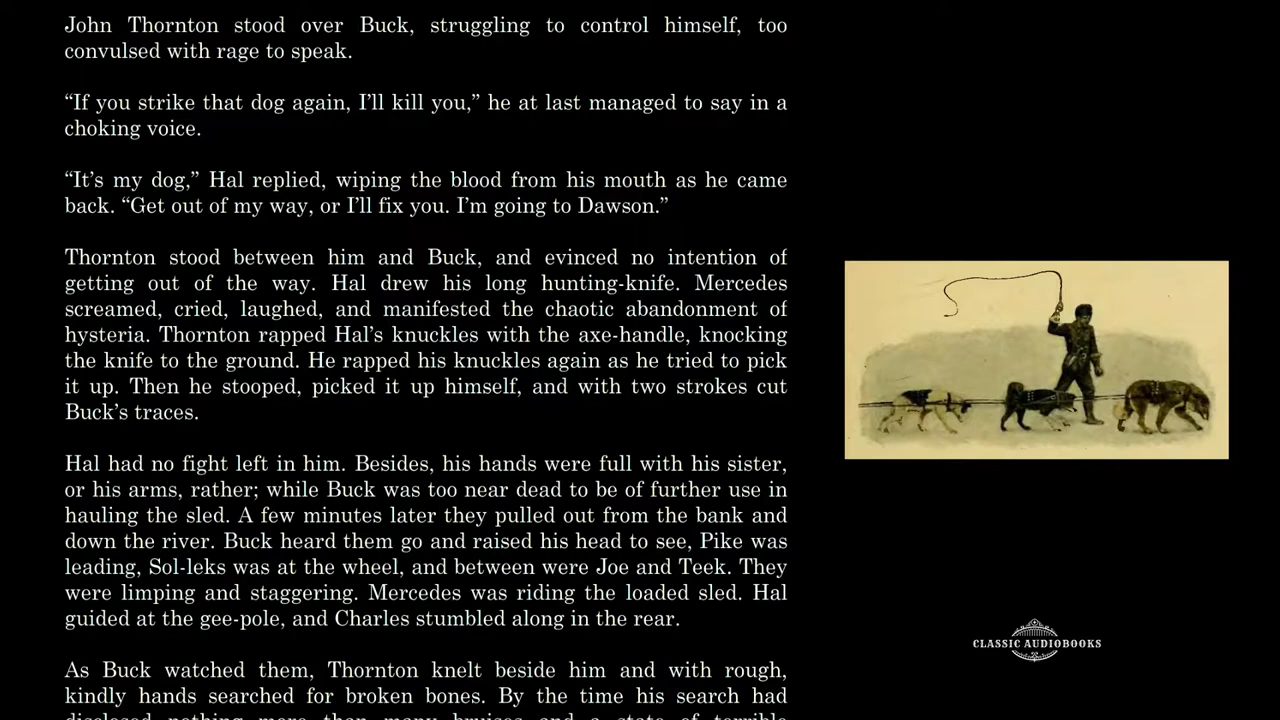 John Thornton stood over Buck, struggling to control himself, too
convulsed with rage to speak.
“If you strike that dog again, I’ll kill you,” he at last managed to say in a
choking voice.
“It’s my dog,” Hal replied, wiping the blood from his mouth as he came
back. “Get out of my way, or I’ll fix you. I’m going to Dawson.”
Thornton stood between him and Buck, and evinced no intention of
getting out of the way. Hal drew his long hunting-knife. Mercedes
screamed, cried, laughed, and manifested the chaotic abandonment of
hysteria. Thornton rapped Hal’s knuckles with the axe-handle, knocking
the knife to the ground. He rapped his knuckles again as he tried to pick
it up. Then he stooped, picked it up himself, and with two strokes cut
Buck’s traces.
Hal had no fight left in him. Besides, his hands were full with his sister,
or his arms, rather; while Buck was too near dead to be of further use in
hauling the sled. A few minutes later they pulled out from the bank and
down the river. Buck heard them go and raised his head to see, Pike was
leading, Sol-leks was at the wheel, and between were Joe and Teek. They
were limping and staggering. Mercedes was riding the loaded sled. Hal
guided at the gee-pole, and Charles stumbled along in the rear.
As Buck watched them, Thornton knelt beside him and with rough,
kindly hands searched for broken bones. By the time his search had
disclosed nothing more than many bruises and a state of terrible
CLASSIC AUDIOBOOKS